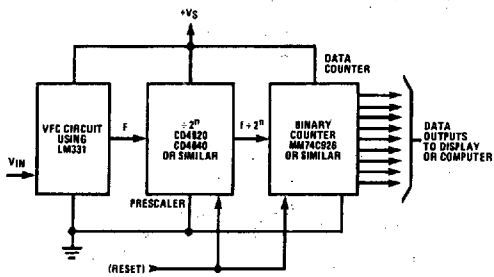 +VS
DATA
COUNTER
VFC CIRCUIT
USING
LM331
F
÷2ⁿ
CD4020
CD4040
OR SIMILAR
f ÷ 2ⁿ
BINARY
COUNTER
MM74C926
OR SIMILAR
DATA
OUTPUTS
TO DISPLAY
OR COMPUTER
VIN
PRESCALER
(RESET)